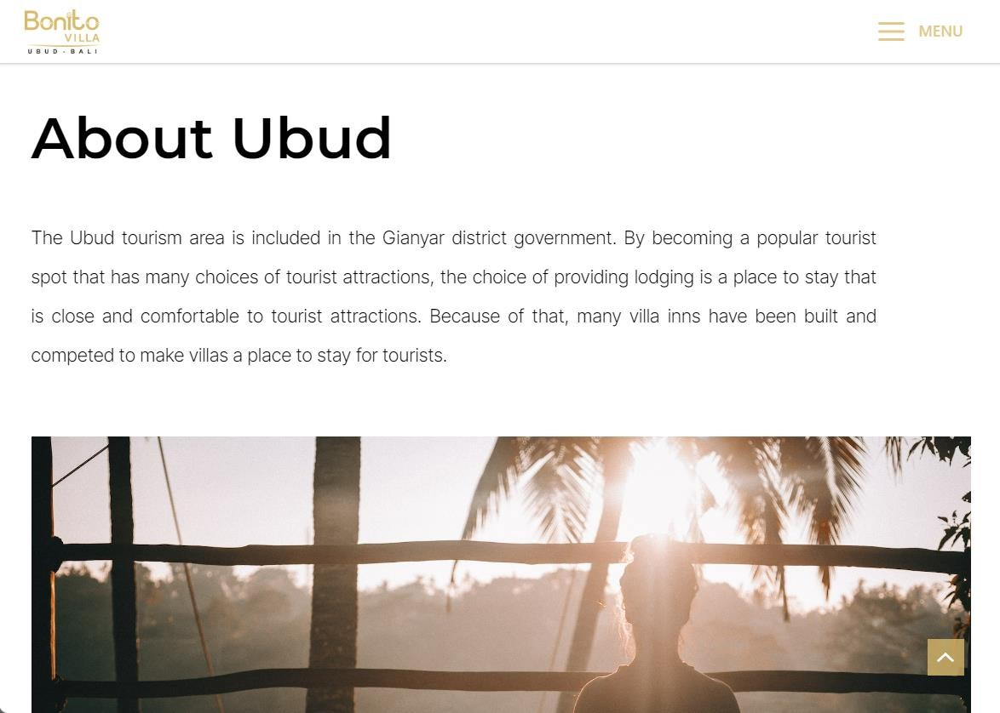 Bonito
VILLA
UBUD - BALI
MENU
About Ubud
The Ubud tourism area is included in the Gianyar district government. By becoming a popular tourist
spot that has many choices of tourist attractions, the choice of providing lodging is a place to stay that
is close and comfortable to tourist attractions. Because of that, many villa inns have been built and
competed to make villas a place to stay for tourists.